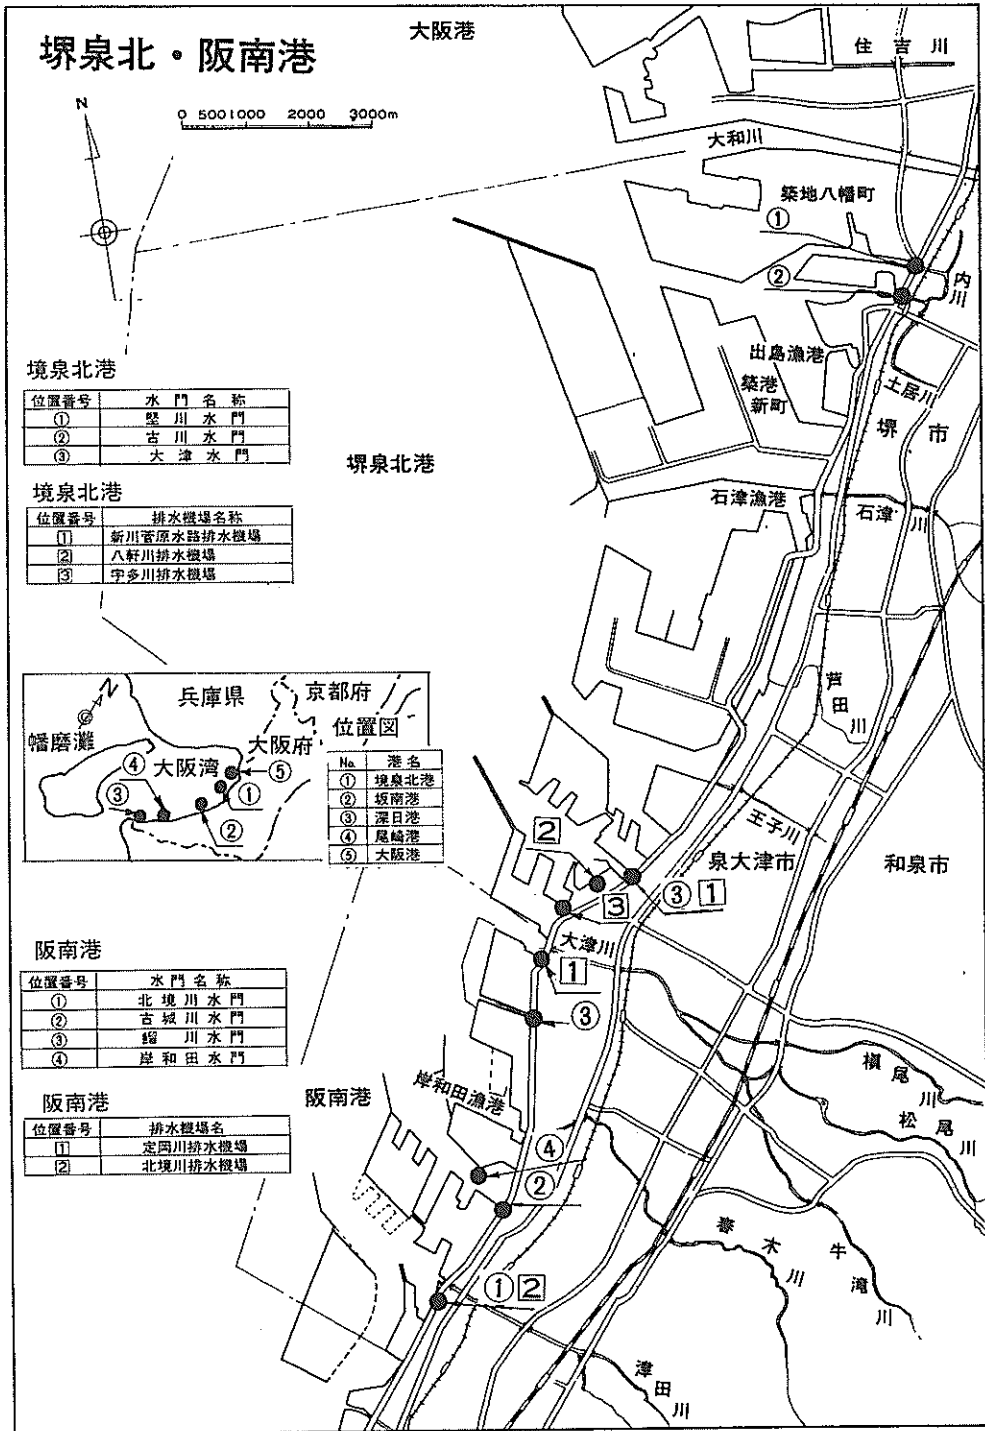 大阪港
堺泉北・阪南港
住吉川
N
0 500 1000 2000 3000m
大和川
築地八幡町
①
②
内川
出島漁港
築港
新町
土居川
堺市
境泉北港
位置番号 水門名称
① 竪川水門
② 古川水門
③ 大津水門
堺泉北港
石津漁港
石津川
境泉北港
位置番号 排水機場名称
1 新川菅原水路排水機場
2 八軒川排水機場
3 宇多川排水機場
芦田川
N
兵庫県
京都府
位置図
幡磨灘
大阪湾
大阪府
④
⑤
③
①
②
No. 港名
① 境泉北港
② 坂南港
③ 深日港
④ 尾崎港
⑤ 大阪港
王子川
泉大津市
和泉市
2
③ 1
3
大津川
1
③
阪南港
位置番号 水門名称
① 北境川水門
② 古城川水門
③ 川水門
④ 岸和田水門
槇尾川
松尾川
岸和田漁港
阪南港
阪南港
位置番号 排水機場名
1 定岡川排水機場
2 北境川排水機場
④
②
春木川
牛滝川
① 2
津田川